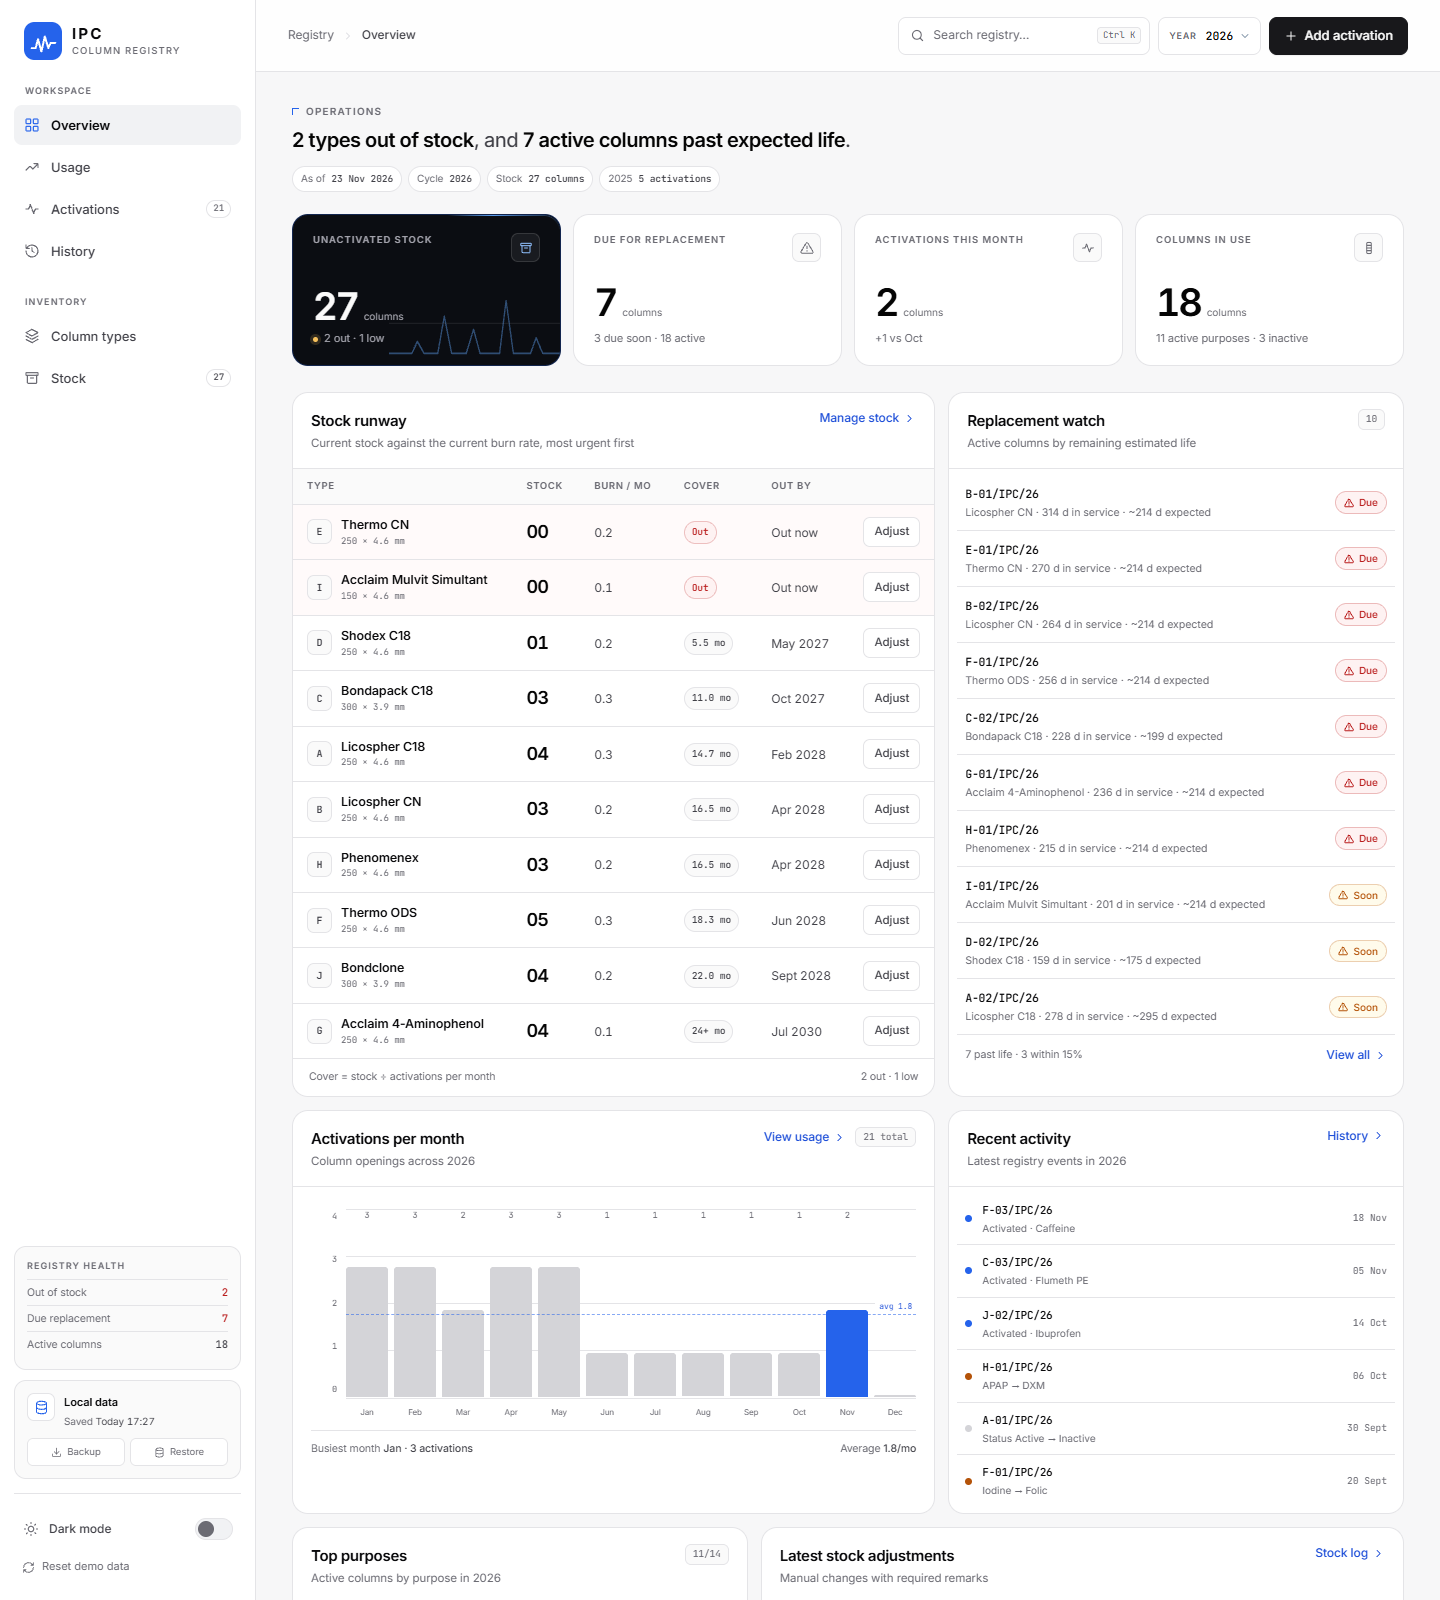 IPC
COLUMN REGISTRY
WORKSPACE
Overview
Usage
Activations 21
History
INVENTORY
Column types
Stock 27
REGISTRY HEALTH
Out of stock 2
Due replacement 7
Active columns 18
Local data
Saved Today 17:27
Backup Restore
Dark mode
Reset demo data
Registry Overview
Search registry... Ctrl K
YEAR 2026
Add activation
OPERATIONS
2 types out of stock, and 7 active columns past expected life.
As of 23 Nov 2026 Cycle 2026 Stock 27 columns 2025 5 activations
UNACTIVATED STOCK
27 columns
2 out · 1 low
DUE FOR REPLACEMENT
7 columns
3 due soon · 18 active
ACTIVATIONS THIS MONTH
2 columns
+1 vs Oct
COLUMNS IN USE
18 columns
11 active purposes · 3 inactive
Stock runway Manage stock
Current stock against the current burn rate, most urgent first
TYPE STOCK BURN / MO COVER OUT BY
E Thermo CN 00 0.2 Out Out now Adjust
250 × 4.6 mm
I Acclaim Mulvit Simultant 00 0.1 Out Out now Adjust
150 × 4.6 mm
D Shodex C18 01 0.2 5.5 mo May 2027 Adjust
250 × 4.6 mm
C Bondapack C18 03 0.3 11.0 mo Oct 2027 Adjust
300 × 3.9 mm
A Licospher C18 04 0.3 14.7 mo Feb 2028 Adjust
250 × 4.6 mm
B Licospher CN 03 0.2 16.5 mo Apr 2028 Adjust
250 × 4.6 mm
H Phenomenex 03 0.2 16.5 mo Apr 2028 Adjust
250 × 4.6 mm
F Thermo ODS 05 0.3 18.3 mo Jun 2028 Adjust
250 × 4.6 mm
J Bondclone 04 0.2 22.0 mo Sept 2028 Adjust
300 × 3.9 mm
G Acclaim 4-Aminophenol 04 0.1 24+ mo Jul 2030 Adjust
250 × 4.6 mm
Cover = stock ÷ activations per month 2 out · 1 low
Replacement watch 10
Active columns by remaining estimated life
B-01/IPC/26
Licospher CN · 314 d in service · ~214 d expected Due
E-01/IPC/26
Thermo CN · 270 d in service · ~214 d expected Due
B-02/IPC/26
Licospher CN · 264 d in service · ~214 d expected Due
F-01/IPC/26
Thermo ODS · 256 d in service · ~214 d expected Due
C-02/IPC/26
Bondapack C18 · 228 d in service · ~199 d expected Due
G-01/IPC/26
Acclaim 4-Aminophenol · 236 d in service · ~214 d expected Due
H-01/IPC/26
Phenomenex · 215 d in service · ~214 d expected Due
I-01/IPC/26
Acclaim Mulvit Simultant · 201 d in service · ~214 d expected Soon
D-02/IPC/26
Shodex C18 · 159 d in service · ~175 d expected Soon
A-02/IPC/26
Licospher C18 · 278 d in service · ~295 d expected Soon
7 past life · 3 within 15% View all
Activations per month View usage 21 total
Column openings across 2026
4 3 3 2 3 3 1 1 1 1 1 2
3
2
avg 1.8
1
0
Jan Feb Mar Apr May Jun Jul Aug Sep Oct Nov Dec
Busiest month Jan · 3 activations Average 1.8/mo
Recent activity History
Latest registry events in 2026
F-03/IPC/26 18 Nov
Activated · Caffeine
C-03/IPC/26 05 Nov
Activated · Flumeth PE
J-02/IPC/26 14 Oct
Activated · Ibuprofen
H-01/IPC/26 06 Oct
APAP → DXM
A-01/IPC/26 30 Sept
Status Active → Inactive
F-01/IPC/26 20 Sept
Iodine → Folic
Top purposes 11/14
Active columns by purpose in 2026
Latest stock adjustments Stock log
Manual changes with required remarks